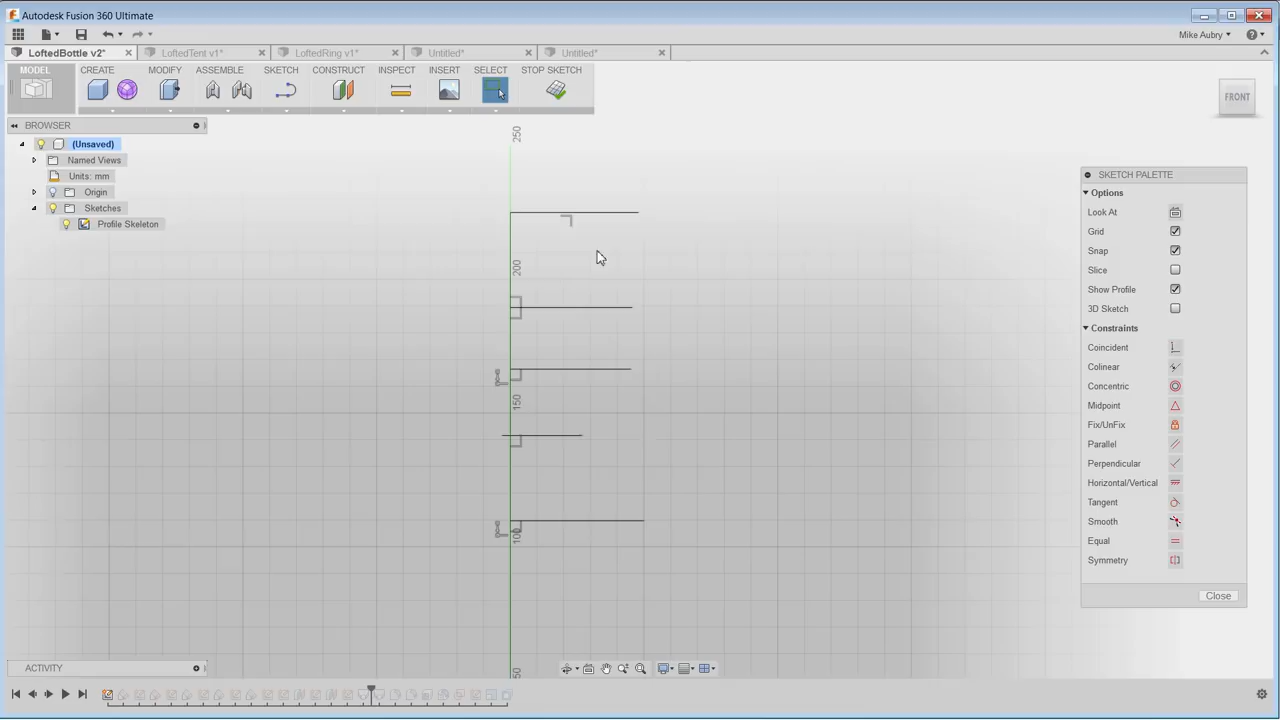 Autodesk Fusion 360 Ultimate
Mike Aubry
LoftedBottle v2*
LoftedTent v1*
LoftedRing v1*
Untitled*
Untitled*
MODEL
CREATE
MODIFY
ASSEMBLE
SKETCH
CONSTRUCT
INSPECT
INSERT
SELECT
STOP SKETCH
FRONT
BROWSER
(Unsaved)
Named Views
Units: mm
Origin
Sketches
Profile Skeleton
250
200
150
100
50
SKETCH PALETTE
Options
Look At
Grid
Snap
Slice
Show Profile
3D Sketch
Constraints
Coincident
Colinear
Concentric
Midpoint
Fix/UnFix
Parallel
Perpendicular
Horizontal/Vertical
Tangent
Smooth
Equal
Symmetry
Close
ACTIVITY